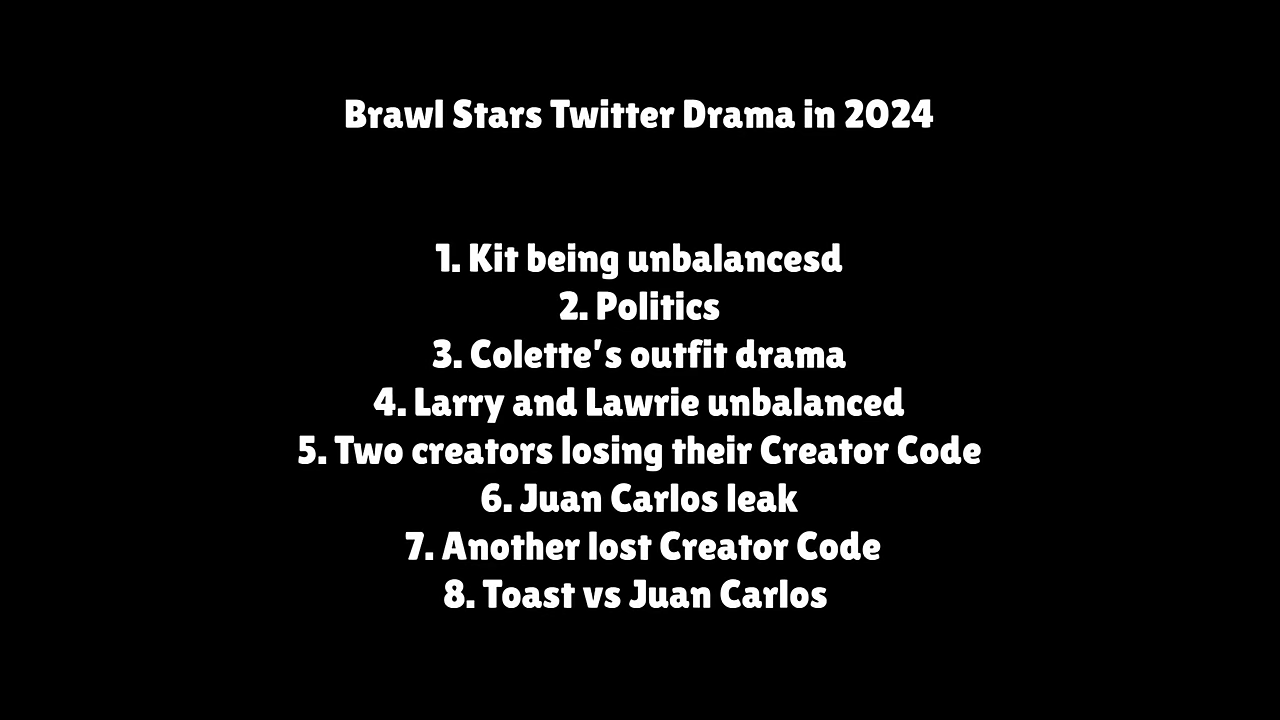 Brawl Stars Twitter Drama in 2024
1. Kit being unbalancesd
2. Politics
3. Colette's outfit drama
4. Larry and Lawrie unbalanced
5. Two creators losing their Creator Code
6. Juan Carlos leak
7. Another lost Creator Code
8. Toast vs Juan Carlos